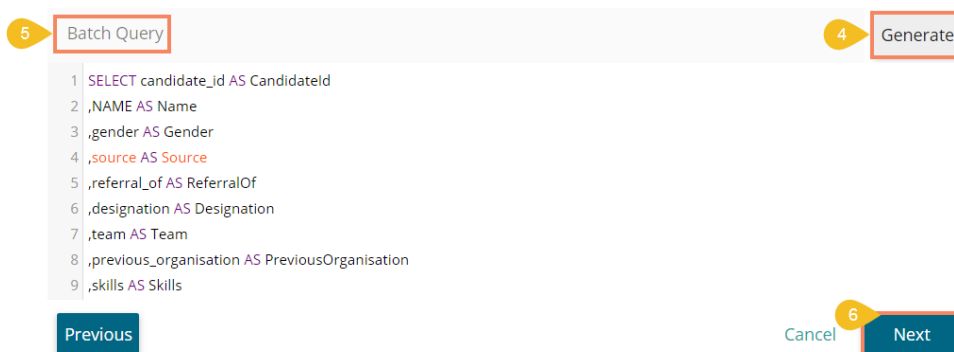 5 Batch Query 4 Generate
1 SELECT candidate_id AS CandidateId
2 ,NAME AS Name
3 ,gender AS Gender
4 ,source AS Source
5 ,referral_of AS ReferralOf
6 ,designation AS Designation
7 ,team AS Team
8 ,previous_organisation AS PreviousOrganisation
9 ,skills AS Skills
6
Previous Cancel Next